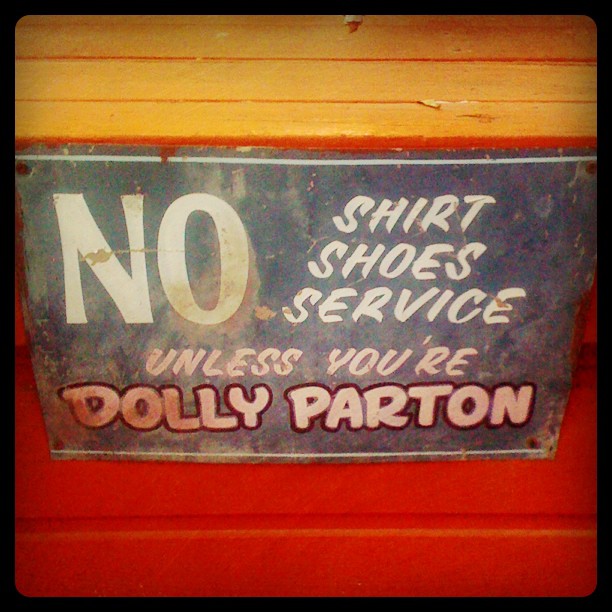 NO SHIRT
SHOES
SERVICE
UNLESS YOU'RE
DOLLY PARTON